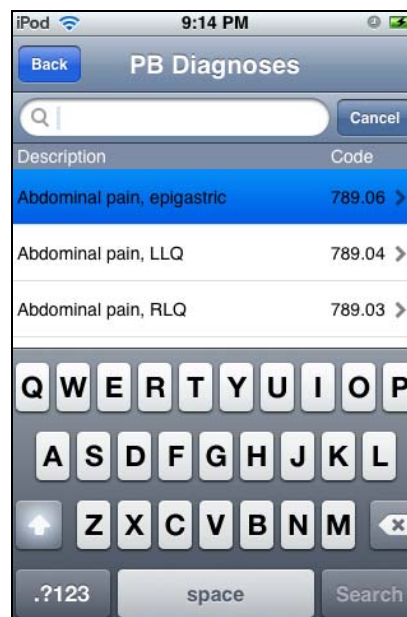 iPod 9:14 PM
Back PB Diagnoses
Cancel
Description Code
Abdominal pain, epigastric 789.06
Abdominal pain, LLQ 789.04
Abdominal pain, RLQ 789.03
Q W E R T Y U I O P
A S D F G H J K L
Z X C V B N M
.?123 space Search